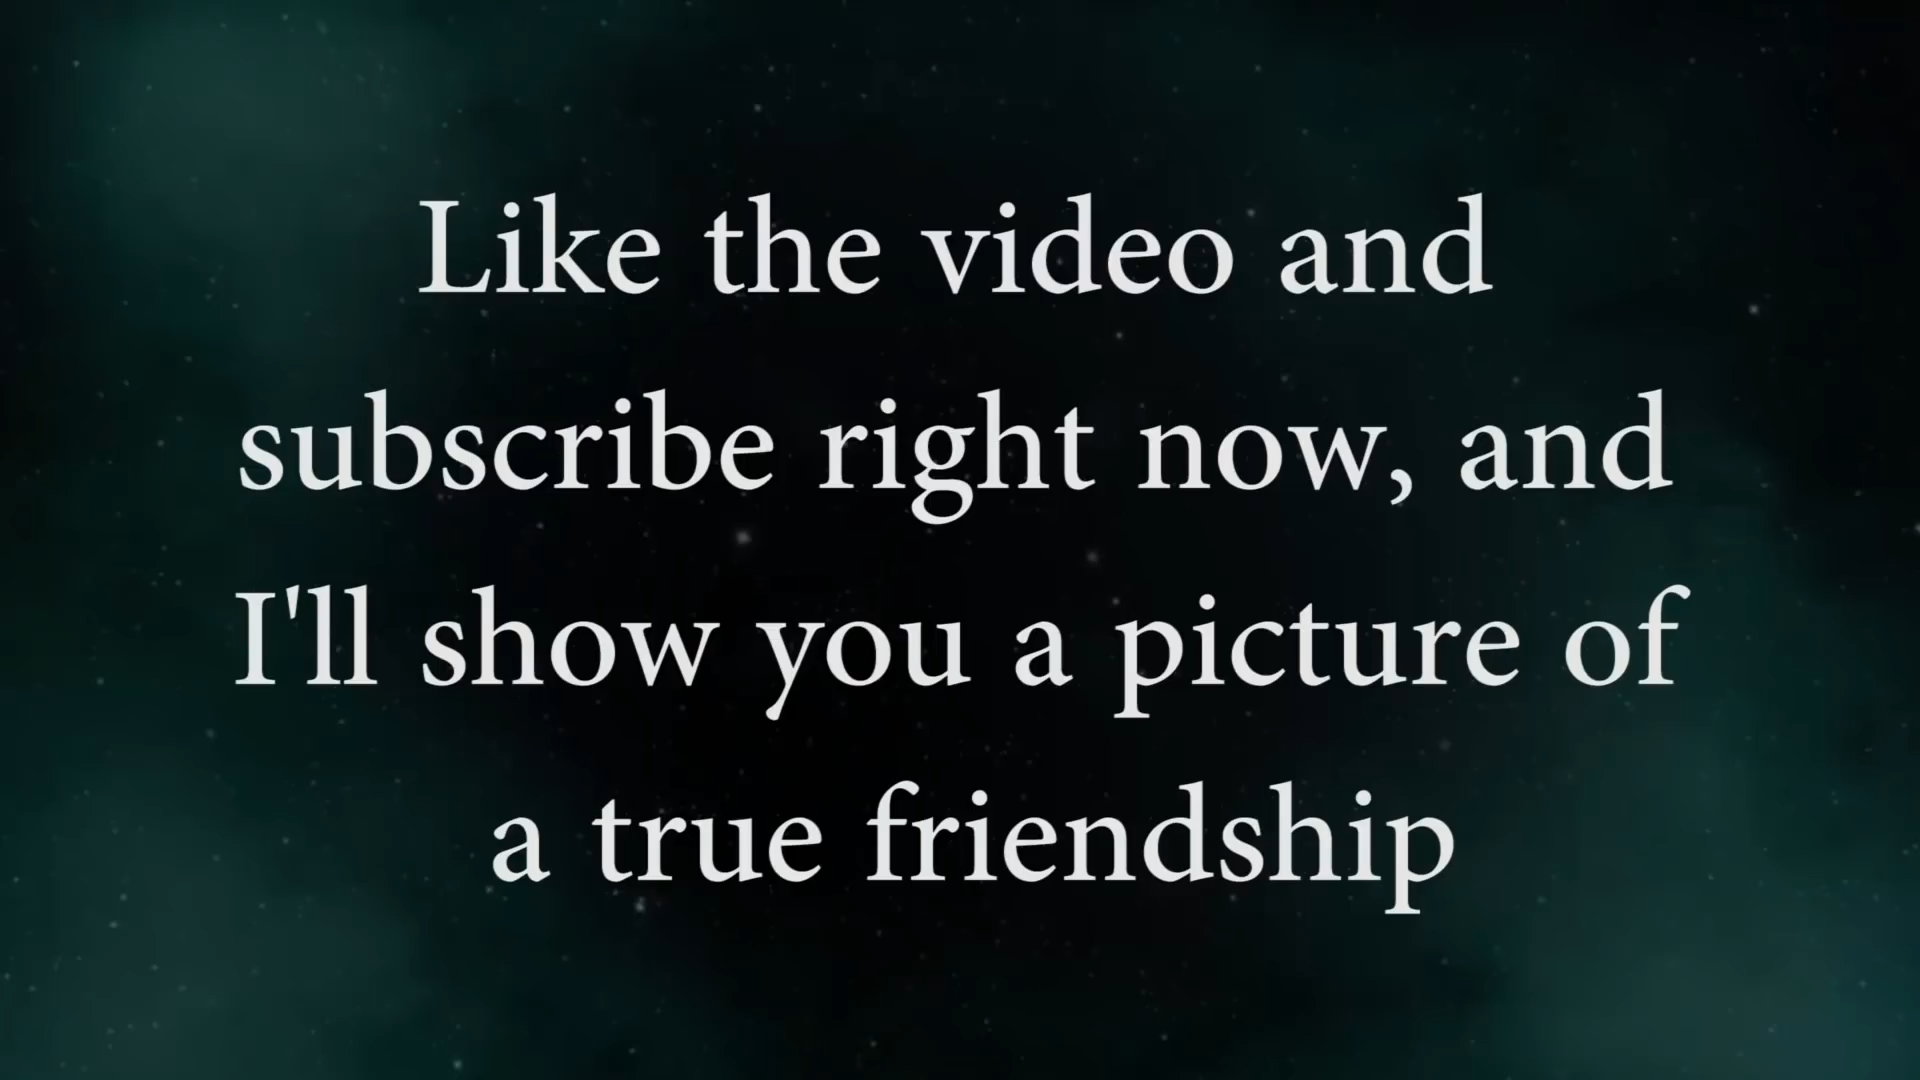 Like the video and
subscribe right now, and
I'll show you a picture of
a true friendship